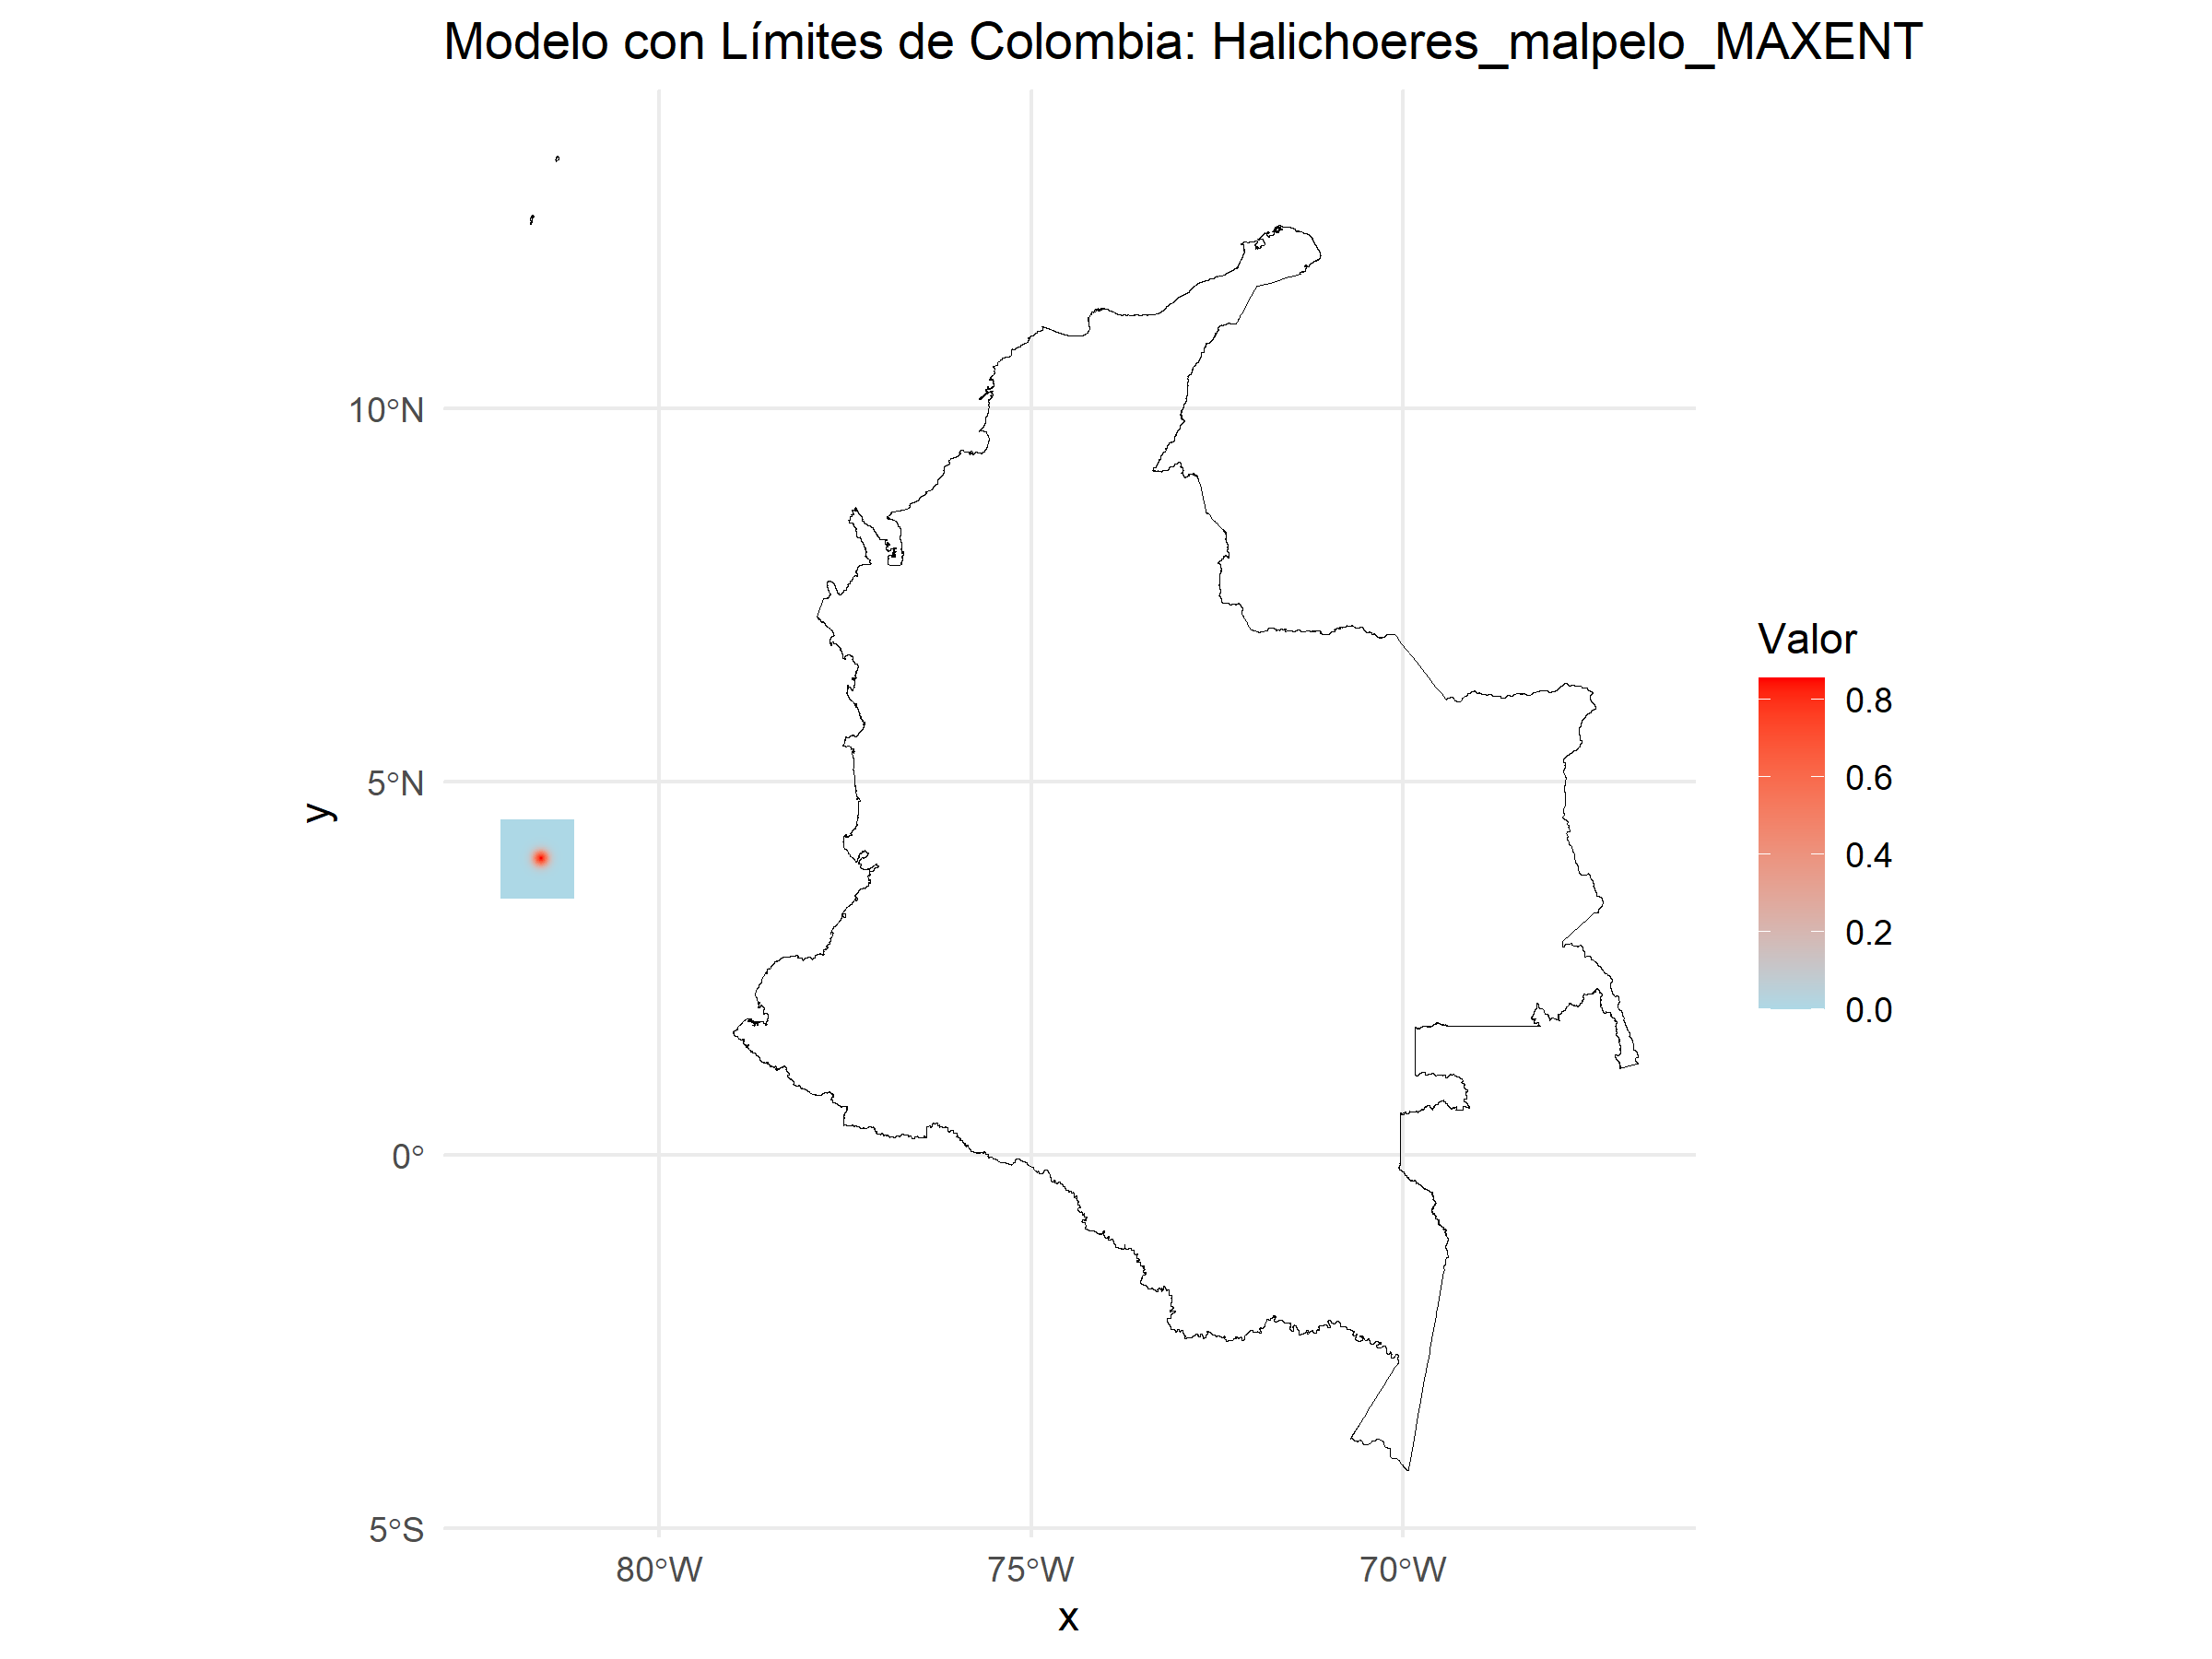 Modelo con Límites de Colombia: Halichoeres_malpelo_MAXENT
10°N
5°N
0°
5°S
y
80°W
75°W
70°W
x
Valor
0.8
0.6
0.4
0.2
0.0